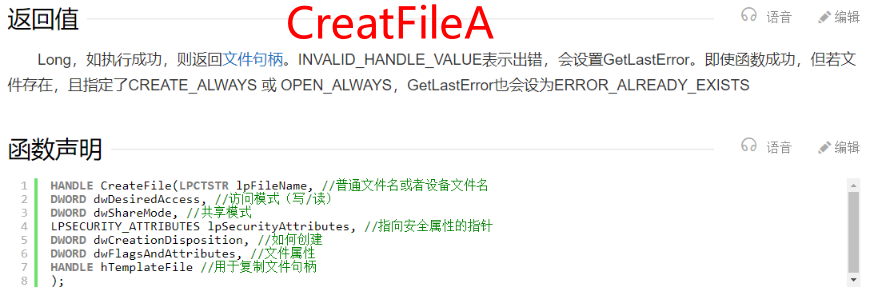 返回值
CreatFileA
语音
编辑
Long，如执行成功，则返回文件句柄。INVALID_HANDLE_VALUE表示出错，会设置GetLastError。即使函数成功，但若文
件存在，且指定了CREATE_ALWAYS 或 OPEN_ALWAYS，GetLastError也会设为ERROR_ALREADY_EXISTS
函数声明
语音
编辑
1 HANDLE CreateFile(LPCTSTR lpFileName, //普通文件名或者设备文件名
2 DWORD dwDesiredAccess, //访问模式（写/读）
3 DWORD dwShareMode, //共享模式
4 LPSECURITY_ATTRIBUTES lpSecurityAttributes, //指向安全属性的指针
5 DWORD dwCreationDisposition, //如何创建
6 DWORD dwFlagsAndAttributes, //文件属性
7 HANDLE hTemplateFile //用于复制文件句柄
8 );